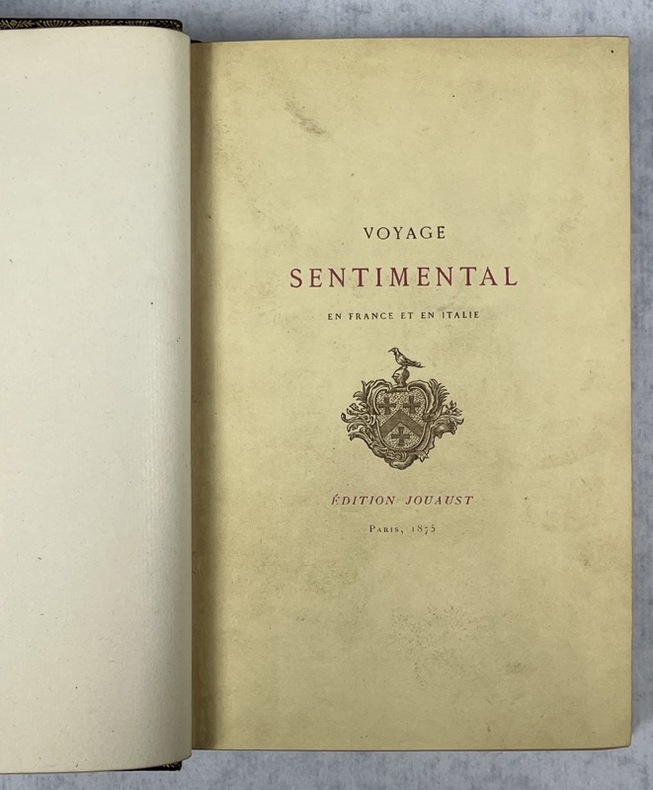 VOYAGE
SENTIMENTAL
EN FRANCE ET EN ITALIE
ÉDITION JOUAUST
Paris, 1875